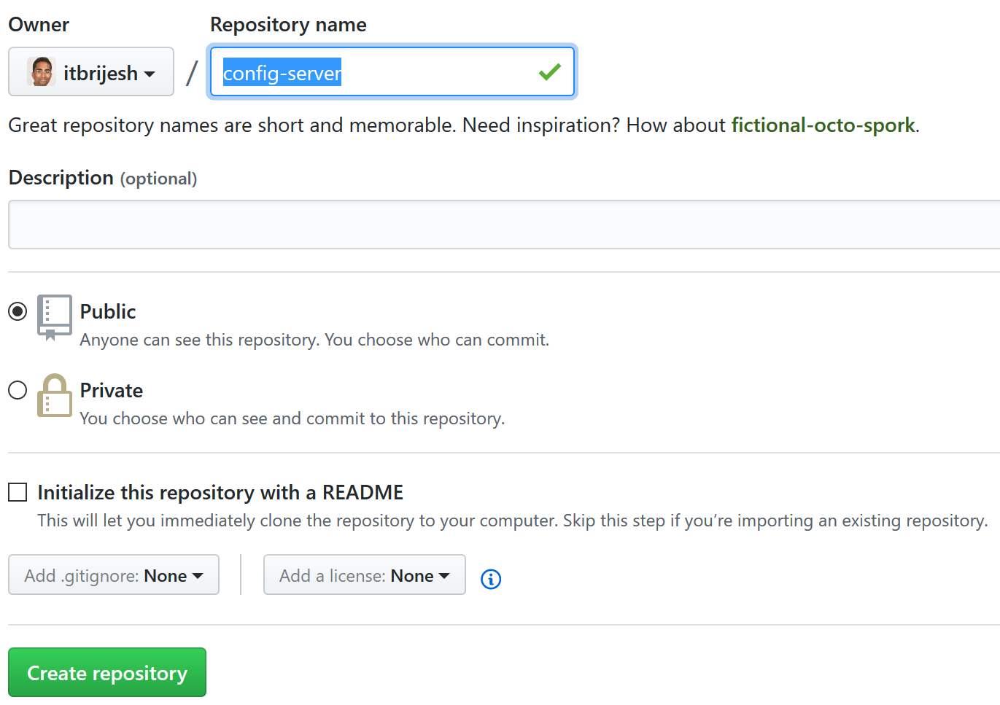 Owner
Repository name
itbrijesh / config-server
Great repository names are short and memorable. Need inspiration? How about fictional-octo-spork.
Description (optional)
Public
Anyone can see this repository. You choose who can commit.
Private
You choose who can see and commit to this repository.
Initialize this repository with a README
This will let you immediately clone the repository to your computer. Skip this step if you’re importing an existing repository.
Add .gitignore: None
Add a license: None
Create repository